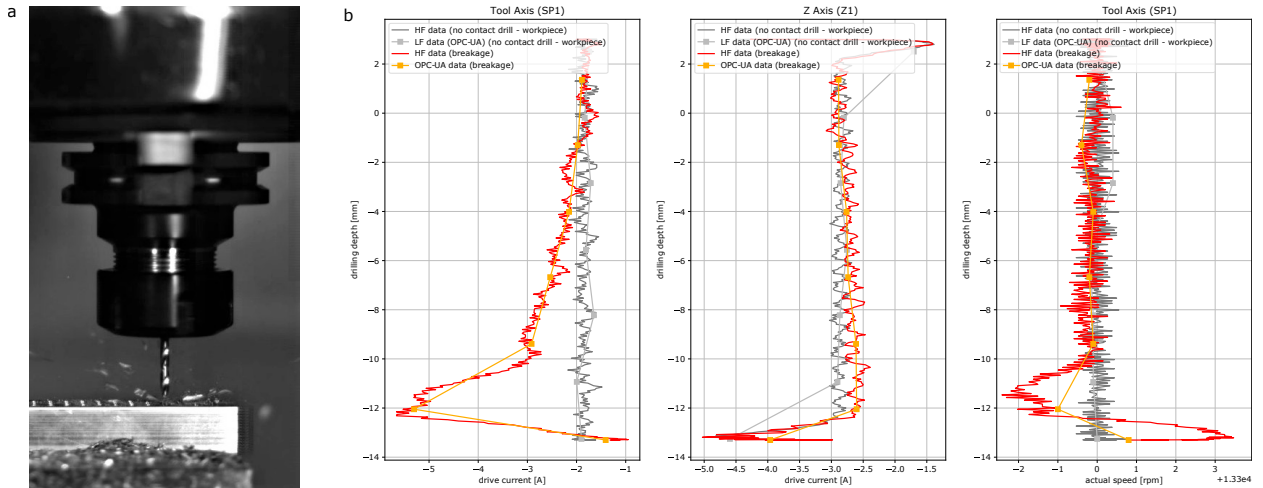 a
b
Tool Axis (SP1)
HF data (no contact drill - workpiece)
LF data (OPC-UA) (no contact drill - workpiece)
HF data (breakage)
OPC-UA data (breakage)
2
0
−2
−4
−6
−8
−10
−12
−14
drilling depth [mm]
−5 −4 −3 −2 −1
drive current [A]
Z Axis (Z1)
HF data (no contact drill - workpiece)
LF data (OPC-UA) (no contact drill - workpiece)
HF data (breakage)
OPC-UA data (breakage)
2
0
−2
−4
−6
−8
−10
−12
−14
drilling depth [mm]
−5.0 −4.5 −4.0 −3.5 −3.0 −2.5 −2.0 −1.5
drive current [A]
Tool Axis (SP1)
HF data (no contact drill - workpiece)
LF data (OPC-UA) (no contact drill - workpiece)
HF data (breakage)
OPC-UA data (breakage)
2
0
−2
−4
−6
−8
−10
−12
−14
drilling depth [mm]
−2 −1 0 1 2 3
actual speed [rpm]
+1.33e4